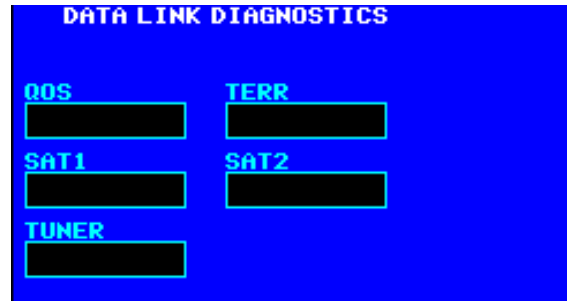 DATA LINK DIAGNOSTICS
QOS TERR
SAT1 SAT2
TUNER